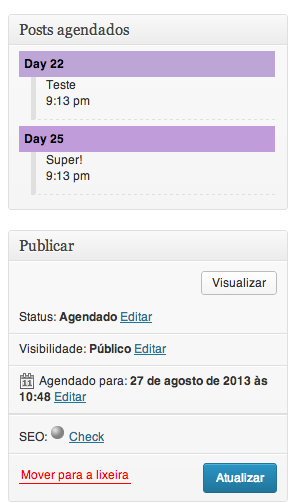 Posts agendados
Day 22
Teste
9:13 pm
Day 25
Super!
9:13 pm
Publicar
Visualizar
Status: Agendado Editar
Visibilidade: Público Editar
11 Agendado para: 27 de agosto de 2013 às
10:48 Editar
SEO: Check
Mover para a lixeira
Atualizar